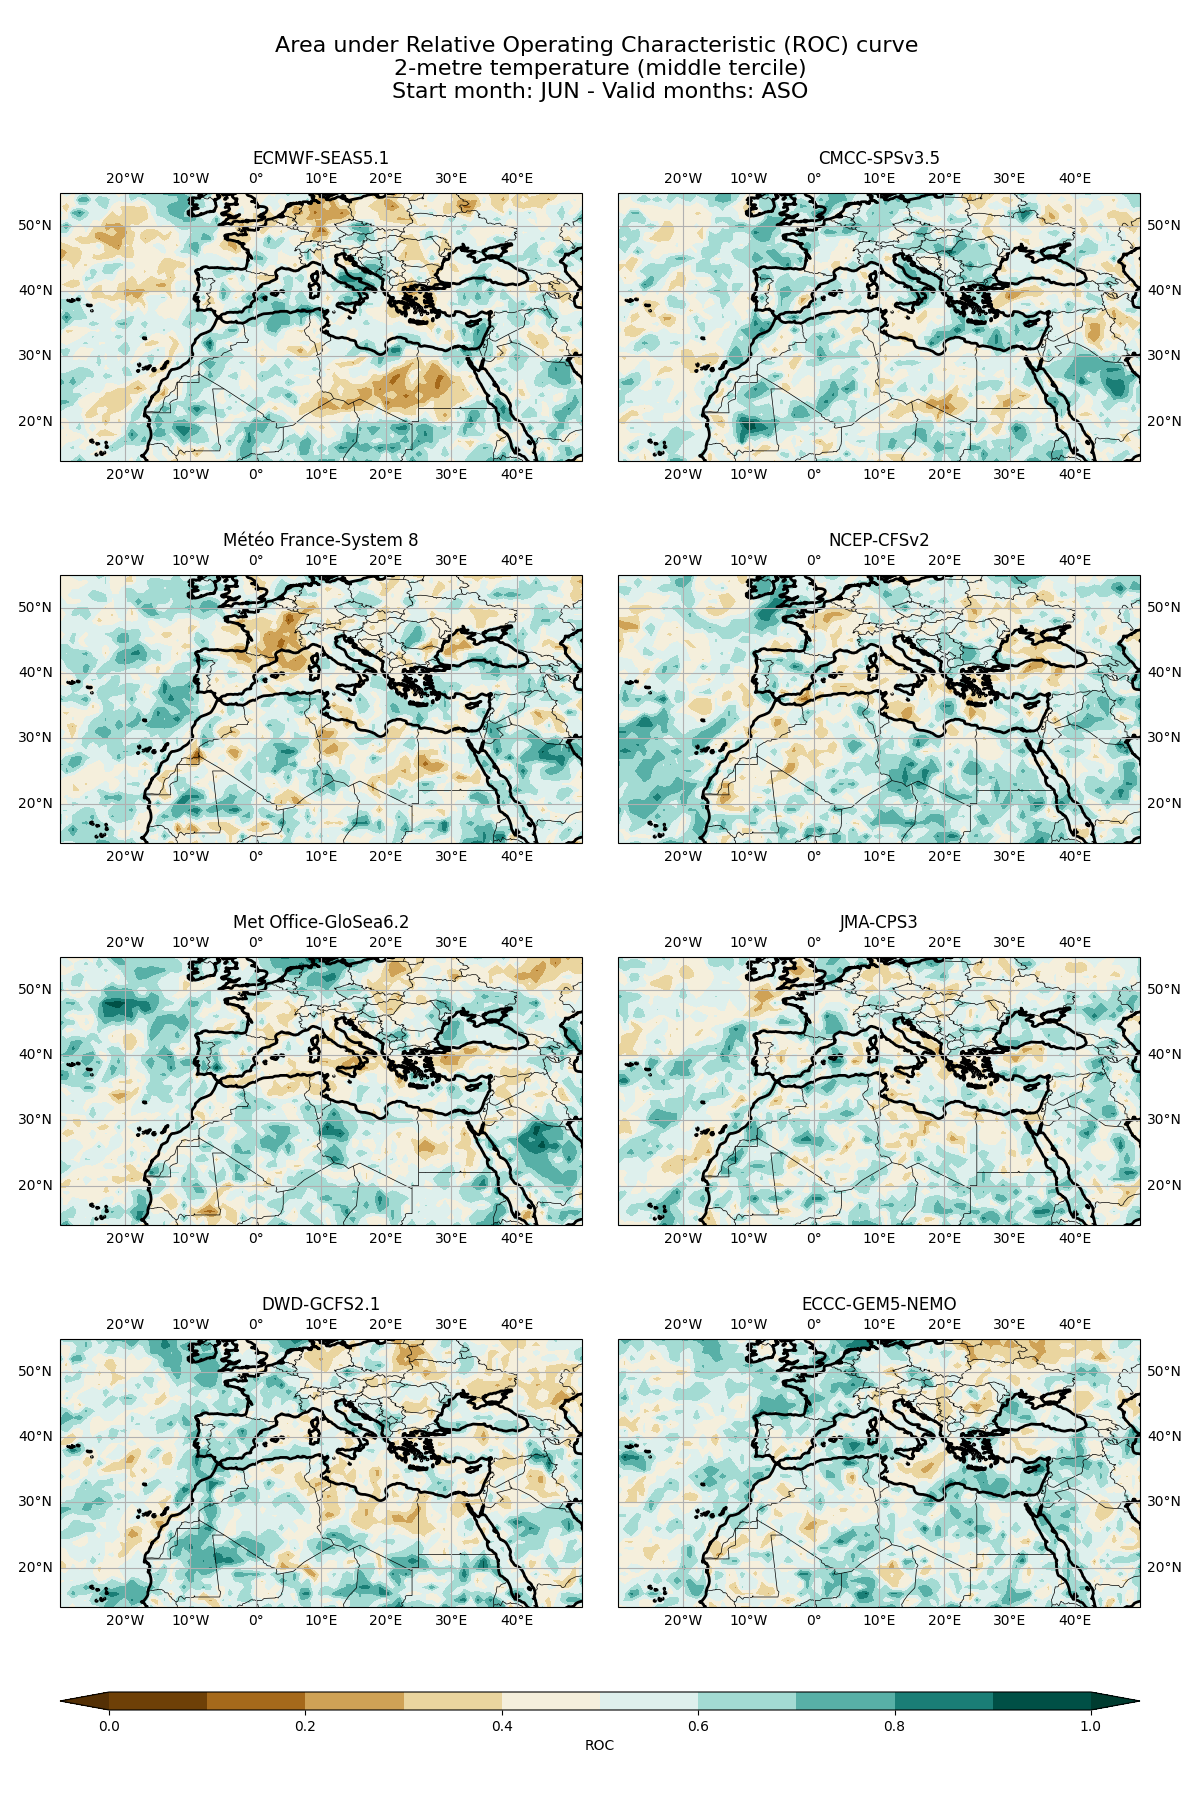 Area under Relative Operating Characteristic (ROC) curve
2-metre temperature (middle tercile)
Start month: JUN - Valid months: ASO
ECMWF-SEAS5.1
20°W 10°W 0° 10°E 20°E 30°E 40°E
50°N
40°N
30°N
20°N
20°W 10°W 0° 10°E 20°E 30°E 40°E
CMCC-SPSv3.5
20°W 10°W 0° 10°E 20°E 30°E 40°E
50°N
40°N
30°N
20°N
20°W 10°W 0° 10°E 20°E 30°E 40°E
Météo France-System 8
20°W 10°W 0° 10°E 20°E 30°E 40°E
50°N
40°N
30°N
20°N
20°W 10°W 0° 10°E 20°E 30°E 40°E
NCEP-CFSv2
20°W 10°W 0° 10°E 20°E 30°E 40°E
50°N
40°N
30°N
20°N
20°W 10°W 0° 10°E 20°E 30°E 40°E
Met Office-GloSea6.2
20°W 10°W 0° 10°E 20°E 30°E 40°E
50°N
40°N
30°N
20°N
20°W 10°W 0° 10°E 20°E 30°E 40°E
JMA-CPS3
20°W 10°W 0° 10°E 20°E 30°E 40°E
50°N
40°N
30°N
20°N
20°W 10°W 0° 10°E 20°E 30°E 40°E
DWD-GCFS2.1
20°W 10°W 0° 10°E 20°E 30°E 40°E
50°N
40°N
30°N
20°N
20°W 10°W 0° 10°E 20°E 30°E 40°E
ECCC-GEM5-NEMO
20°W 10°W 0° 10°E 20°E 30°E 40°E
50°N
40°N
30°N
20°N
20°W 10°W 0° 10°E 20°E 30°E 40°E
0.0 0.2 0.4 0.6 0.8 1.0
ROC